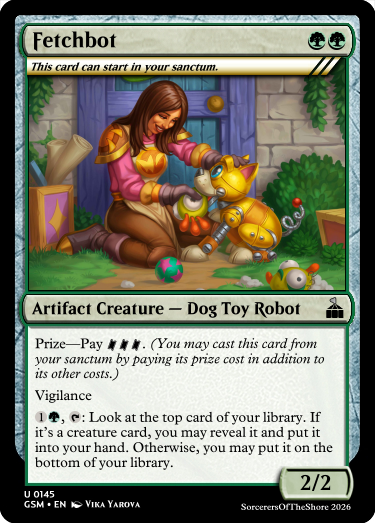 Fetchbot
This card can start in your sanctum.
Artifact Creature — Dog Toy Robot
Prize—Pay. (You may cast this card from
your sanctum by paying its prize cost in addition to
its other costs.)
Vigilance
1, : Look at the top card of your library. If
it's a creature card, you may reveal it and put it
into your hand. Otherwise, you may put it on the
bottom of your library.
2/2
U 0145
GSM • EN Vika Yarova
SorcerersOfTheShore 2026